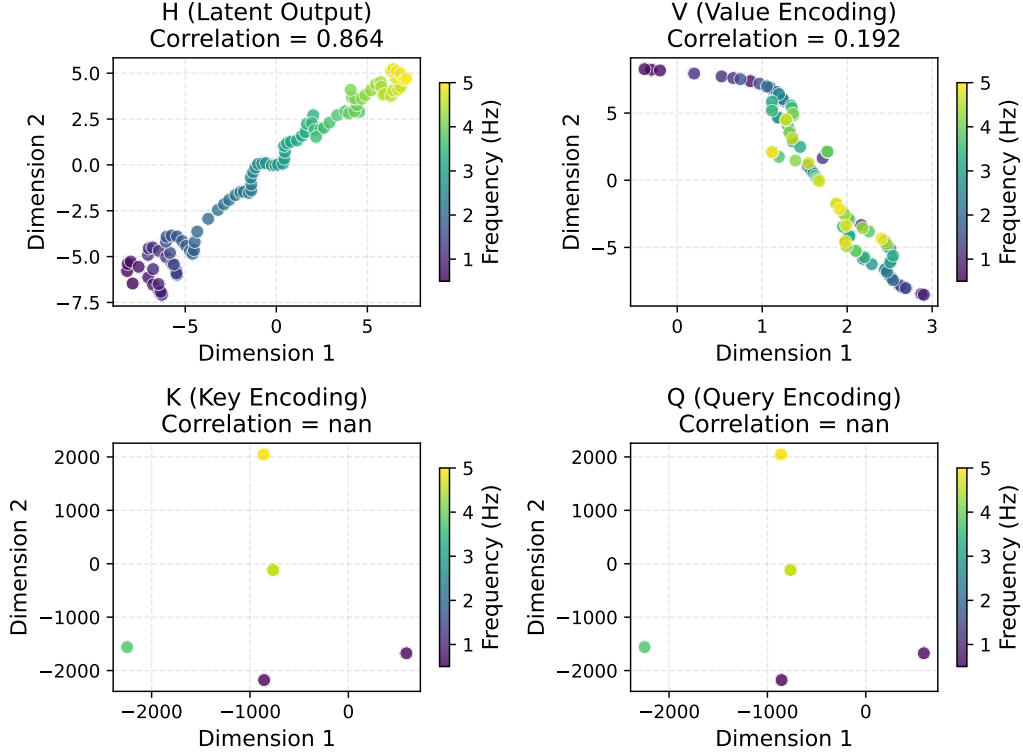 H (Latent Output)
Correlation = 0.864
5.0
2.5
0.0
−2.5
−5.0
−7.5
−5
0
5
Dimension 1
Dimension 2
5
4
3
2
1
Frequency (Hz)
V (Value Encoding)
Correlation = 0.192
5
0
−5
0
1
2
3
Dimension 1
Dimension 2
5
4
3
2
1
Frequency (Hz)
K (Key Encoding)
Correlation = nan
2000
1000
0
−1000
−2000
−2000
−1000
0
Dimension 1
Dimension 2
5
4
3
2
1
Frequency (Hz)
Q (Query Encoding)
Correlation = nan
2000
1000
0
−1000
−2000
−2000
−1000
0
Dimension 1
Dimension 2
5
4
3
2
1
Frequency (Hz)